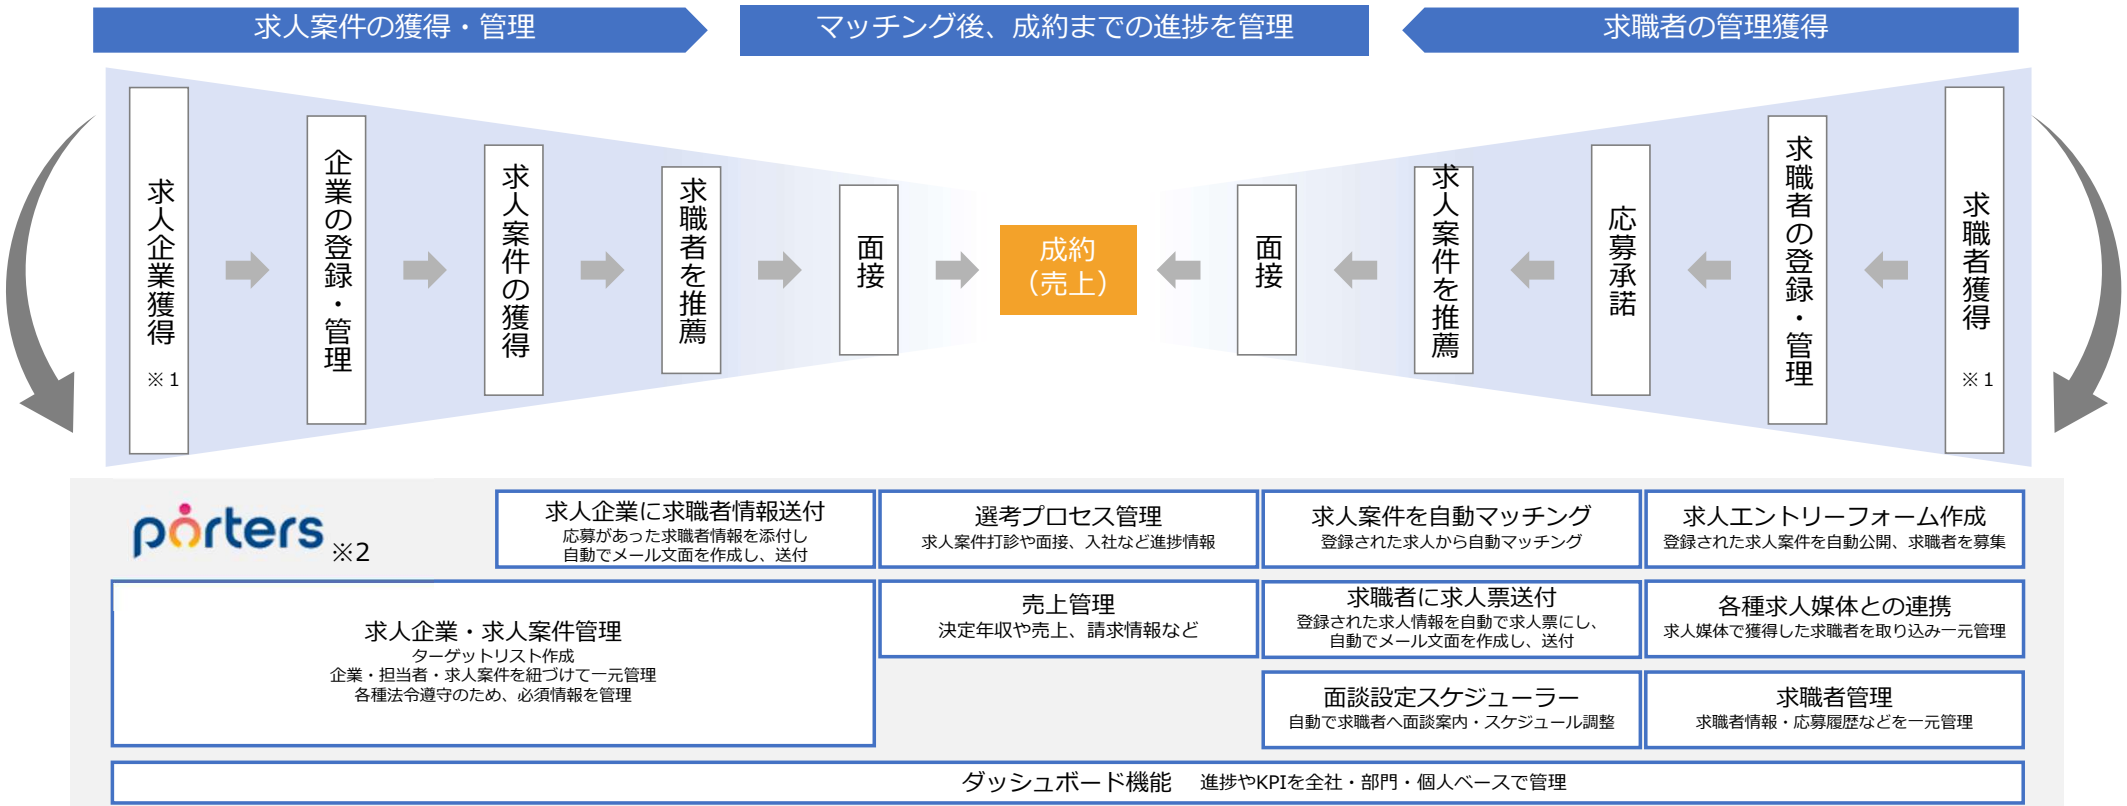 求人案件の獲得・管理
マッチング後、成約までの進捗を管理
求職者の管理獲得
求人企業獲得
※1
企業の登録・管理
求人案件の獲得
求職者を推薦
面接
成約
（売上）
面接
求人案件を推薦
応募承諾
求職者の登録・管理
求職者獲得
※1
porters
※2
求人企業に求職者情報送付
応募があった求職者情報を添付し
自動でメール文面を作成し、送付
選考プロセス管理
求人案件打診や面接、入社など進捗情報
求人案件を自動マッチング
登録された求人から自動マッチング
求人エントリーフォーム作成
登録された求人案件を自動公開、求職者を募集
求人企業・求人案件管理
ターゲットリスト作成
企業・担当者・求人案件を紐づけて一元管理
各種法令遵守のため、必須情報を管理
売上管理
決定年収や売上、請求情報など
求職者に求人票送付
登録された求人情報を自動で求人票にし、
自動でメール文面を作成し、送付
各種求人媒体との連携
求人媒体で獲得した求職者を取り込み一元管理
面談設定スケジューラー
自動で求職者へ面談案内・スケジュール調整
求職者管理
求職者情報・応募履歴などを一元管理
ダッシュボード機能 進捗やKPIを全社・部門・個人ベースで管理